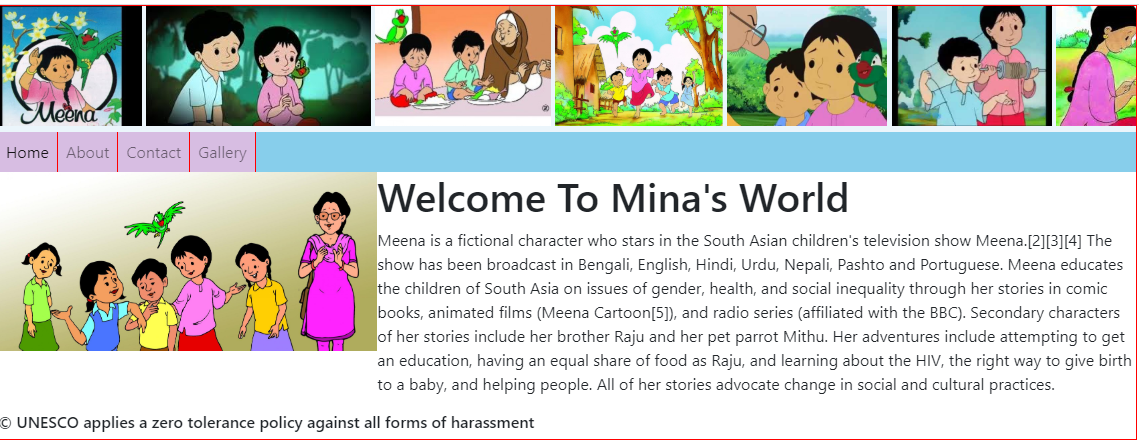 Meena
Home About Contact Gallery
Welcome To Mina's World
Meena is a fictional character who stars in the South Asian children's television show Meena.[2][3][4] The
show has been broadcast in Bengali, English, Hindi, Urdu, Nepali, Pashto and Portuguese. Meena educates
the children of South Asia on issues of gender, health, and social inequality through her stories in comic
books, animated films (Meena Cartoon[5]), and radio series (affiliated with the BBC). Secondary characters
of her stories include her brother Raju and her pet parrot Mithu. Her adventures include attempting to get
an education, having an equal share of food as Raju, and learning about the HIV, the right way to give birth
to a baby, and helping people. All of her stories advocate change in social and cultural practices.
© UNESCO applies a zero tolerance policy against all forms of harassment